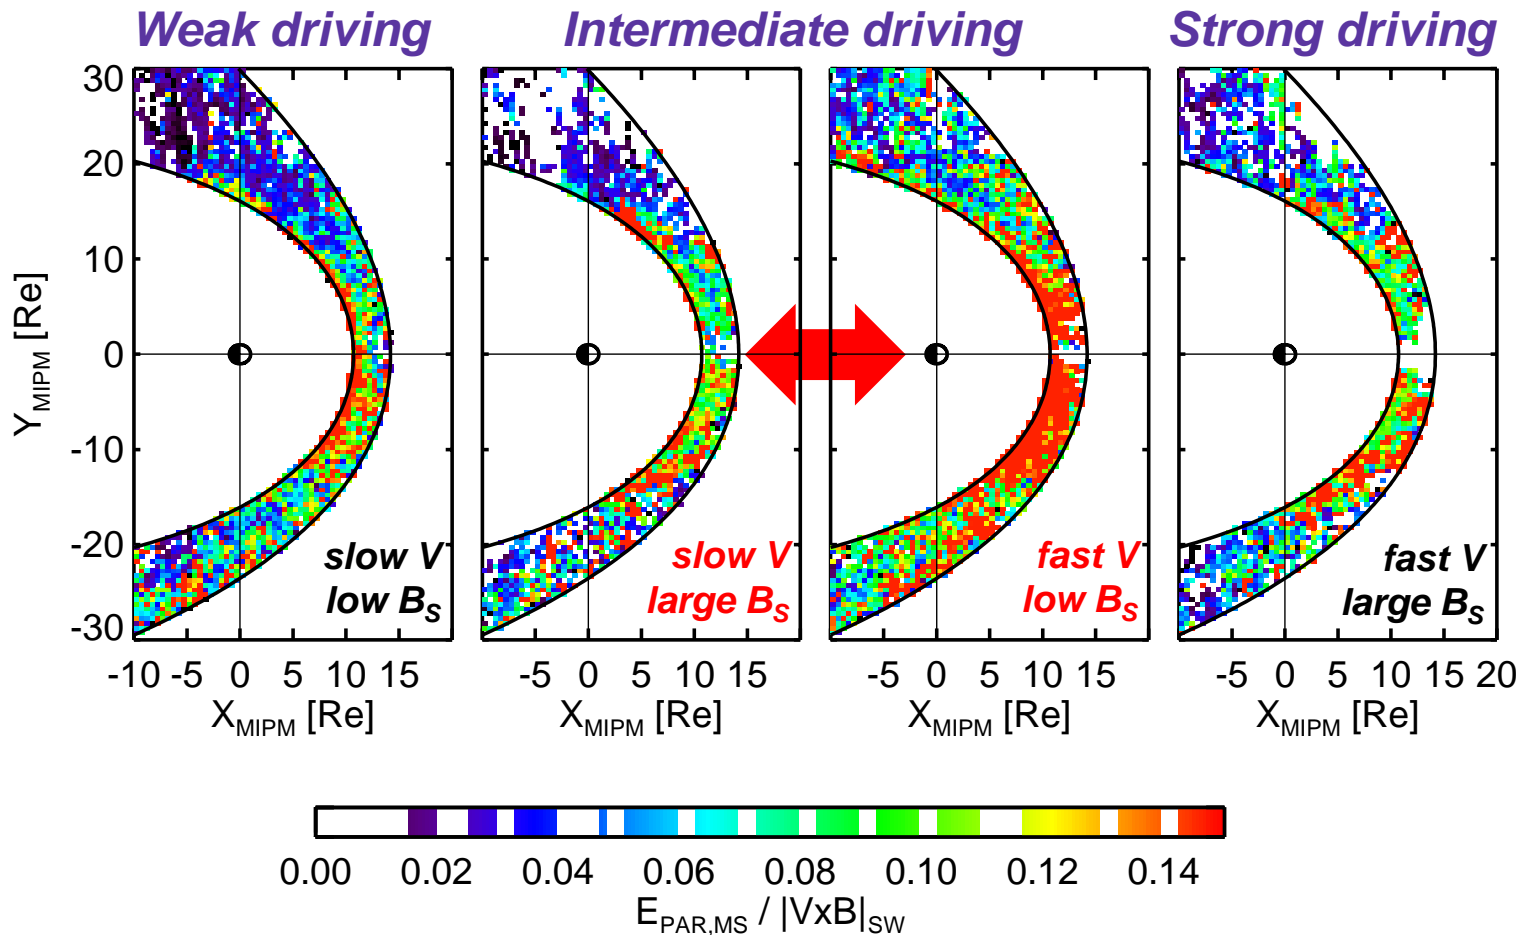 Weak driving Intermediate driving Strong driving
30
20
10
0
-10
-20
-30
Y_MIPM [Re]
slow V
low B_S
slow V
large B_S
fast V
low B_S
fast V
large B_S
-10 -5 0 5 10 15 -5 0 5 10 15 -5 0 5 10 15 -5 0 5 10 15 20
X_MIPM [Re] X_MIPM [Re] X_MIPM [Re] X_MIPM [Re]
0.00 0.02 0.04 0.06 0.08 0.10 0.12 0.14
E_PAR,MS / |VxB|_SW